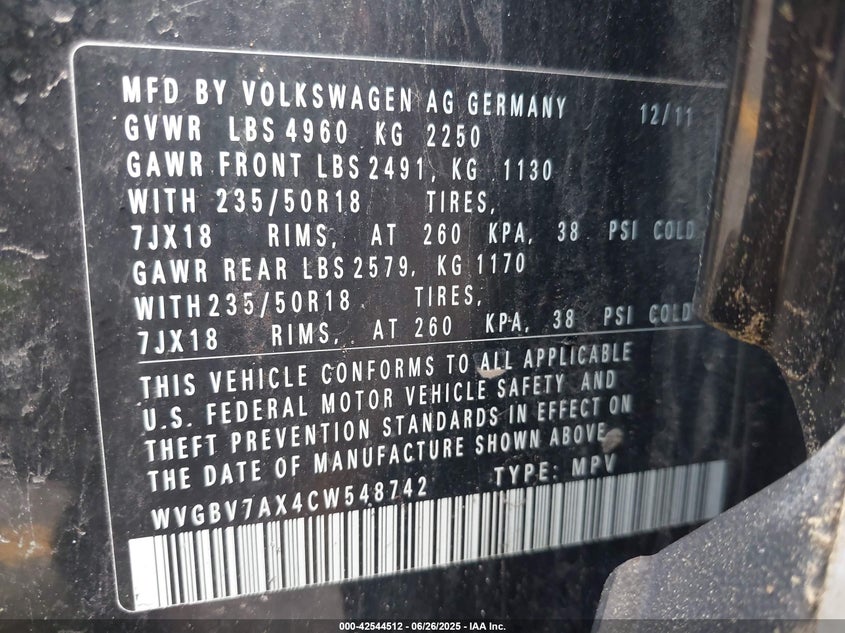 MFD BY VOLKSWAGEN AG GERMANY 12/11
GVWR LBS 4960 KG 2250
GAWR FRONT LBS 2491, KG 1130
WITH 235/50R18 TIRES,
7JX18 RIMS, AT 260 KPA, 38 PSI COLD
GAWR REAR LBS 2579, KG 1170
WITH 235/50R18 TIRES,
7JX18 RIMS, AT 260 KPA, 38 PSI COLD
THIS VEHICLE CONFORMS TO ALL APPLICABLE
U.S. FEDERAL MOTOR VEHICLE SAFETY AND
THEFT PREVENTION STANDARDS IN EFFECT ON
THE DATE OF MANUFACTURE SHOWN ABOVE
WVGBV7AX4CW548742 TYPE: MPV
000-42544512 | 06/26/2025 - IAA Inc.